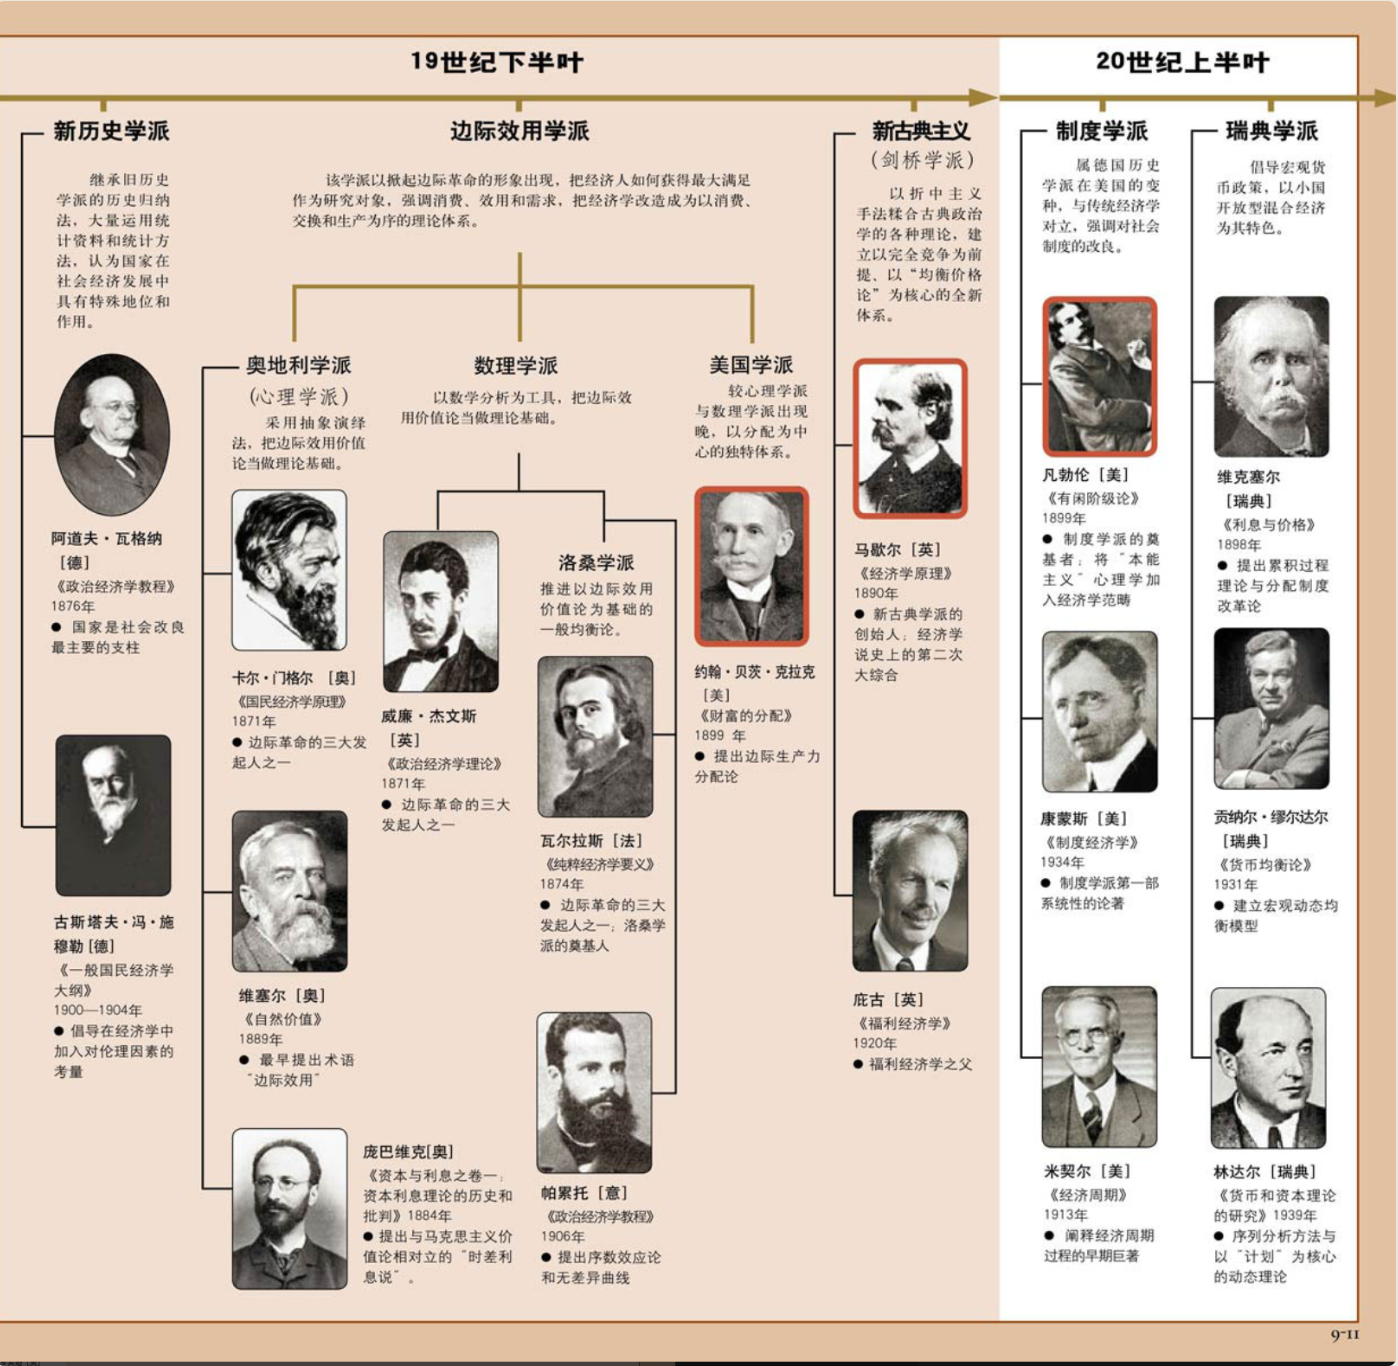 19世纪下半叶
20世纪上半叶
新历史学派
继承旧历史
学派的历史归纳
法，大量运用统
计资料和统计方
法，认为国家在
社会经济发展中
具有特殊地位和
作用。
阿道夫·瓦格纳
［德］
《政治经济学教程》
1876年
● 国家是社会改良
最主要的支柱
古斯塔夫·冯·施
穆勒[德]
《一般国民经济学
大纲》
1900—1904年
● 倡导在经济学中
加入对伦理因素的
考量
边际效用学派
该学派以掀起边际革命的形象出现，把经济人如何获得最大满足
作为研究对象，强调消费、效用和需求，把经济学改造成为以消费、
交换和生产为序的理论体系。
奥地利学派
（心理学派）
采用抽象演绎
法，把边际效用价值
论当做理论基础。
卡尔·门格尔 ［奥］
《国民经济学原理》
1871年
● 边际革命的三大发
起人之一
维塞尔［奥］
《自然价值》
1889年
● 最早提出术语
“边际效用”
庞巴维克[奥]
《资本与利息之卷一：
资本利息理论的历史和
批判》1884年
● 提出与马克思主义价
值论相对立的“时差利
息说”。
数理学派
以数学分析为工具，把边际效
用价值论当做理论基础。
威廉·杰文斯
［英］
《政治经济学理论》
1871年
● 边际革命的三大
发起人之一
洛桑学派
推进以边际效用
价值论为基础的
一般均衡论。
瓦尔拉斯［法］
《纯粹经济学要义》
1874年
● 边际革命的三大
发起人之一；洛桑学
派的奠基人
帕累托［意］
《政治经济学教程》
1906年
● 提出序数效应论
和无差异曲线
美国学派
较心理学派
与数理学派出现
晚，以分配为中
心的独特体系。
约翰·贝茨·克拉克
［美］
《财富的分配》
1899 年
● 提出边际生产力
分配论
新古典主义
（剑桥学派）
以折中主义
手法糅合古典政治
学的各种理论，建
立以完全竞争为前
提、以“均衡价格
论”为核心的全新
体系。
马歇尔［英］
《经济学原理》
1890年
● 新古典学派的
创始人；经济学
说史上的第二次
大综合
庇古［英］
《福利经济学》
1920年
● 福利经济学之父
制度学派
属德国历史
学派在美国的变
种，与传统经济学
对立，强调对社会
制度的改良。
凡勃伦［美］
《有闲阶级论》
1899年
● 制度学派的奠
基者；将“本能
主义”心理学加
入经济学范畴
康蒙斯［美］
《制度经济学》
1934年
● 制度学派第一部
系统性的论著
米契尔［美］
《经济周期》
1913年
● 阐释经济周期
过程的早期巨著
瑞典学派
倡导宏观货
币政策，以小国
开放型混合经济
为其特色。
维克塞尔
［瑞典］
《利息与价格》
1898年
● 提出累积过程
理论与分配制度
改革论
贡纳尔·缪尔达尔
［瑞典］
《货币均衡论》
1931年
● 建立宏观动态均
衡模型
林达尔［瑞典］
《货币和资本理论
的研究》1939年
● 序列分析方法与
以“计划”为核心
的动态理论
9-11